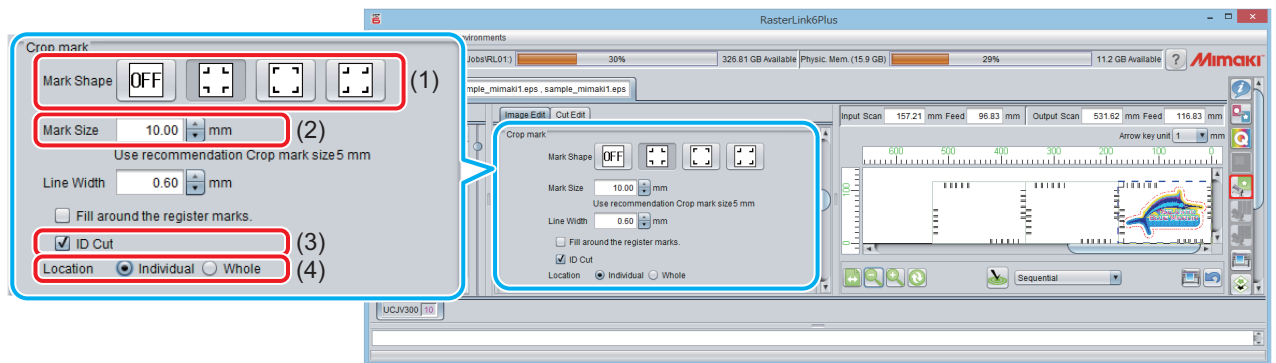 Crop mark
Mark Shape OFF (1)
Mark Size 10.00 mm (2)
Use recommendation Crop mark size5 mm
Line Width 0.60 mm
Fill around the register marks.
ID Cut (3)
Location Individual Whole (4)
RasterLink6Plus
vironments
Jobs\RL01:) 30% 326.81 GB Available Physic. Mem. (15.9 GB) 29% 11.2 GB Available ? Mimaki
mple_mimaki1.eps , sample_mimaki1.eps
Image Edit Cut Edit
Crop mark
Mark Shape OFF
Mark Size 10.00 mm
Use recommendation Crop mark size5 mm
Line Width 0.60 mm
Fill around the register marks.
ID Cut
Location Individual Whole
Input Scan 157.21 mm Feed 96.83 mm Output Scan 531.62 mm Feed 116.83 mm
Arrow key unit 1 mm
600 500 400 300 200 100 0
100
0
Sequential
UCJV300 10